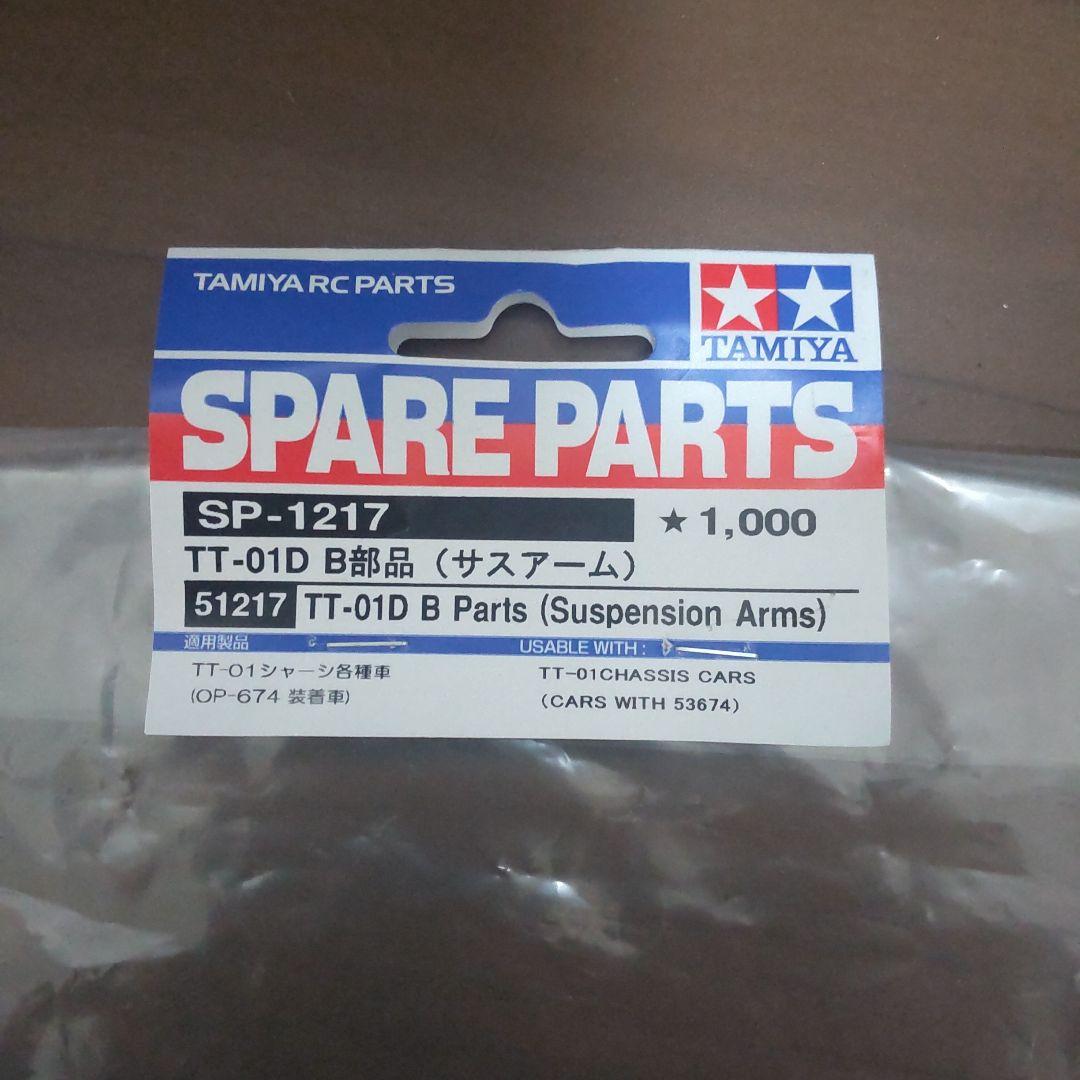 TAMIYA RC PARTS
TAMIYA
SPARE PARTS
SP-1217 ★ 1,000
TT-01D B部品（サスアーム）
51217 TT-01D B Parts (Suspension Arms)
適用製品 USABLE WITH :
TT-01シャーシ各種車 TT-01CHASSIS CARS
(OP-674 装着車) (CARS WITH 53674)